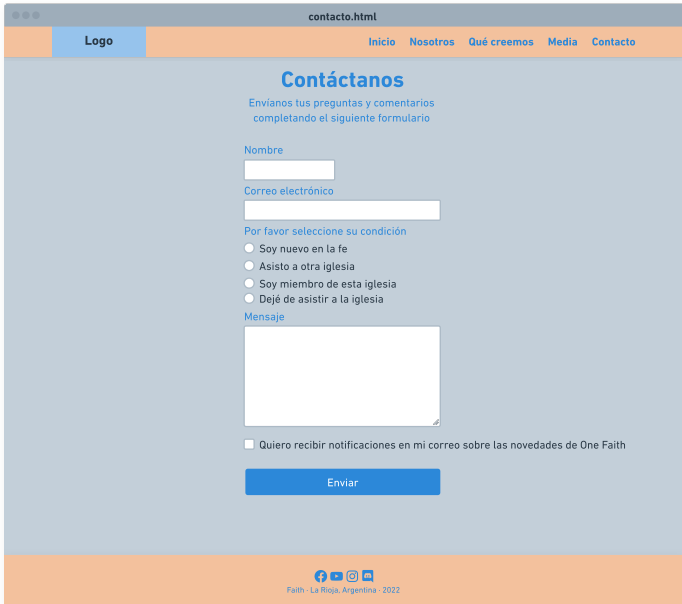 contacto.html
Logo
Inicio Nosotros Qué creemos Media Contacto
Contáctanos
Envíanos tus preguntas y comentarios
completando el siguiente formulario
Nombre
Correo electrónico
Por favor seleccione su condición
Soy nuevo en la fe
Asisto a otra iglesia
Soy miembro de esta iglesia
Dejé de asistir a la iglesia
Mensaje
Quiero recibir notificaciones en mi correo sobre las novedades de One Faith
Enviar
Faith - La Rioja, Argentina - 2022